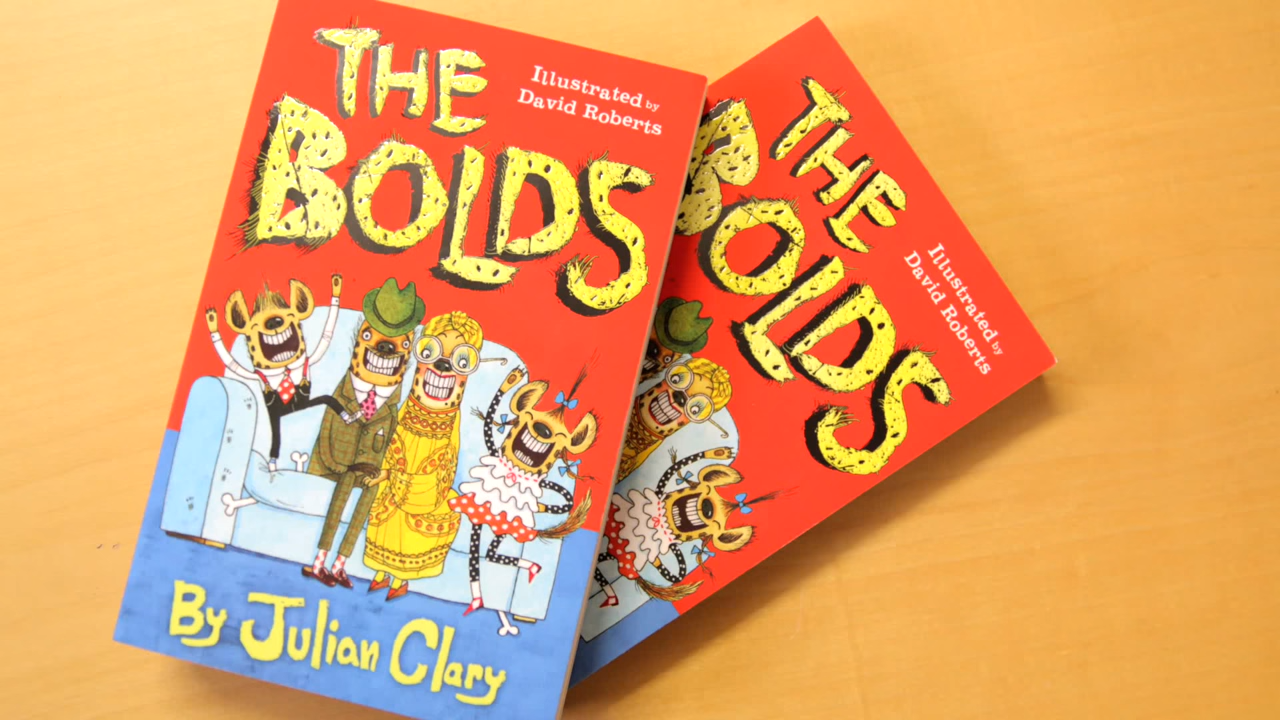 THE
BOLDS
Illustrated by
David Roberts
By Julian Clary
THE
BOLDS
Illustrated by
David Roberts